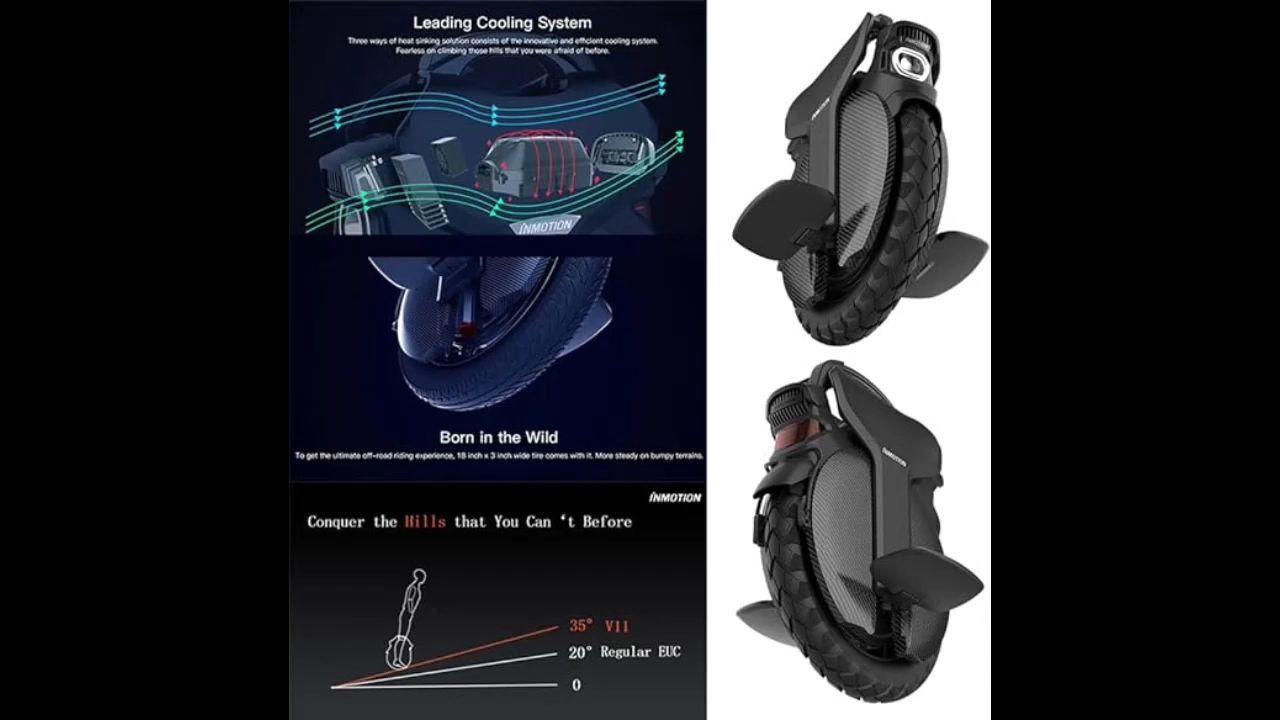 Leading Cooling System
Three ways of heat sinking solution consists of the innovative and efficient cooling system.
Fearless on climbing those hills that you were afraid of before.
INMOTION
Born in the Wild
To get the ultimate off-road riding experience, 18 inch x 3 inch wide tire comes with it. More steady on bumpy terrains.
INMOTION
Conquer the Hills that You Can‘t Before
35° V11
20° Regular EUC
0
INMOTION
INMOTION